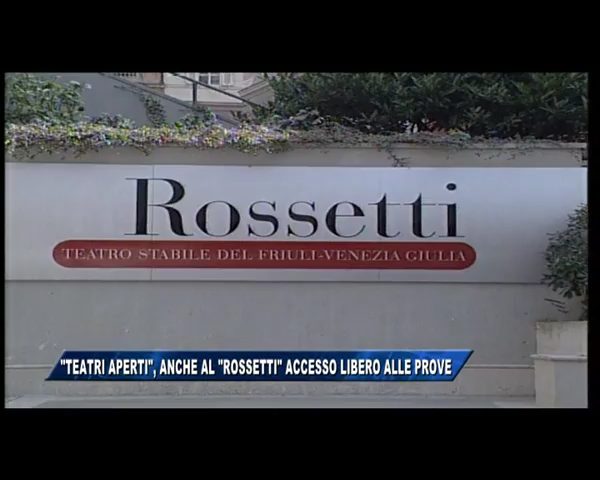 Rossetti
TEATRO STABILE DEL FRIULI-VENEZIA GIULIA
"TEATRI APERTI", ANCHE AL "ROSSETTI" ACCESSO LIBERO ALLE PROVE